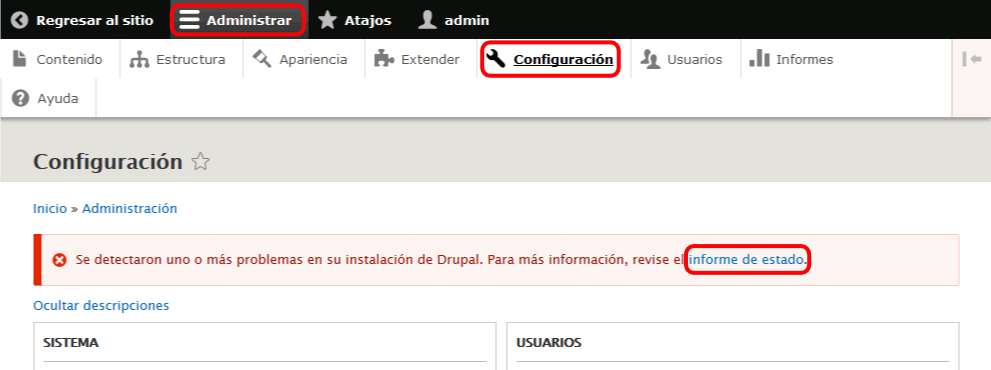 Regresar al sitio Administrar Atajos admin
Contenido Estructura Apariencia Extender Configuración Usuarios Informes
Ayuda
Configuración
Inicio » Administración
Se detectaron uno o más problemas en su instalación de Drupal. Para más información, revise el informe de estado.
Ocultar descripciones
SISTEMA USUARIOS